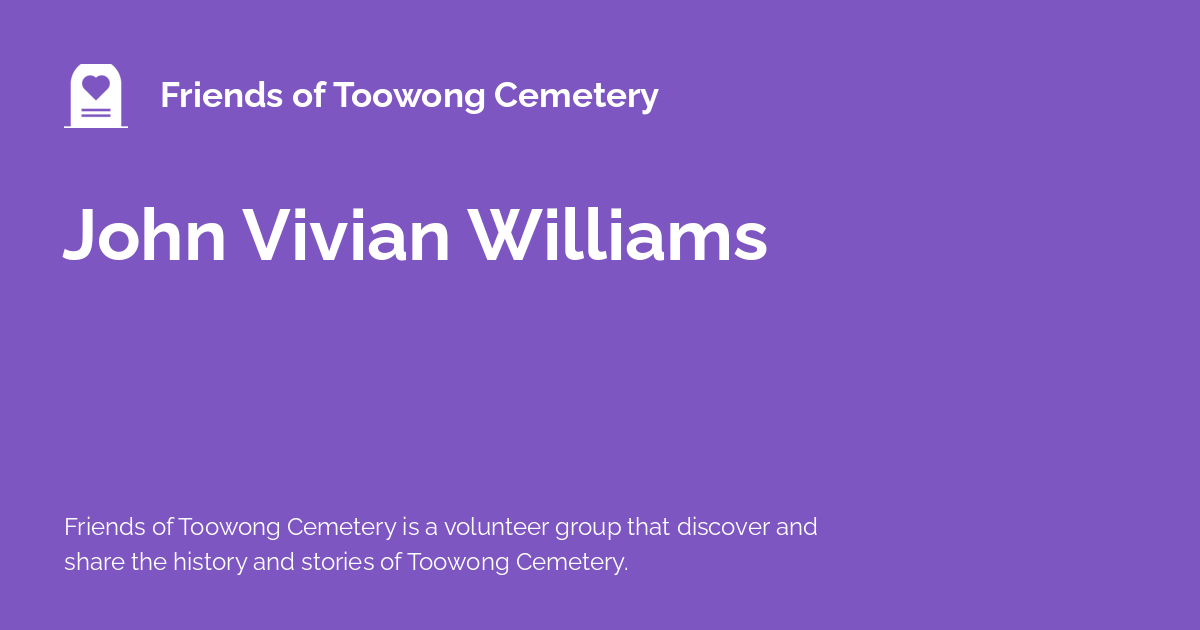 Friends of Toowong Cemetery
John Vivian Williams
Friends of Toowong Cemetery is a volunteer group that discover and
share the history and stories of Toowong Cemetery.